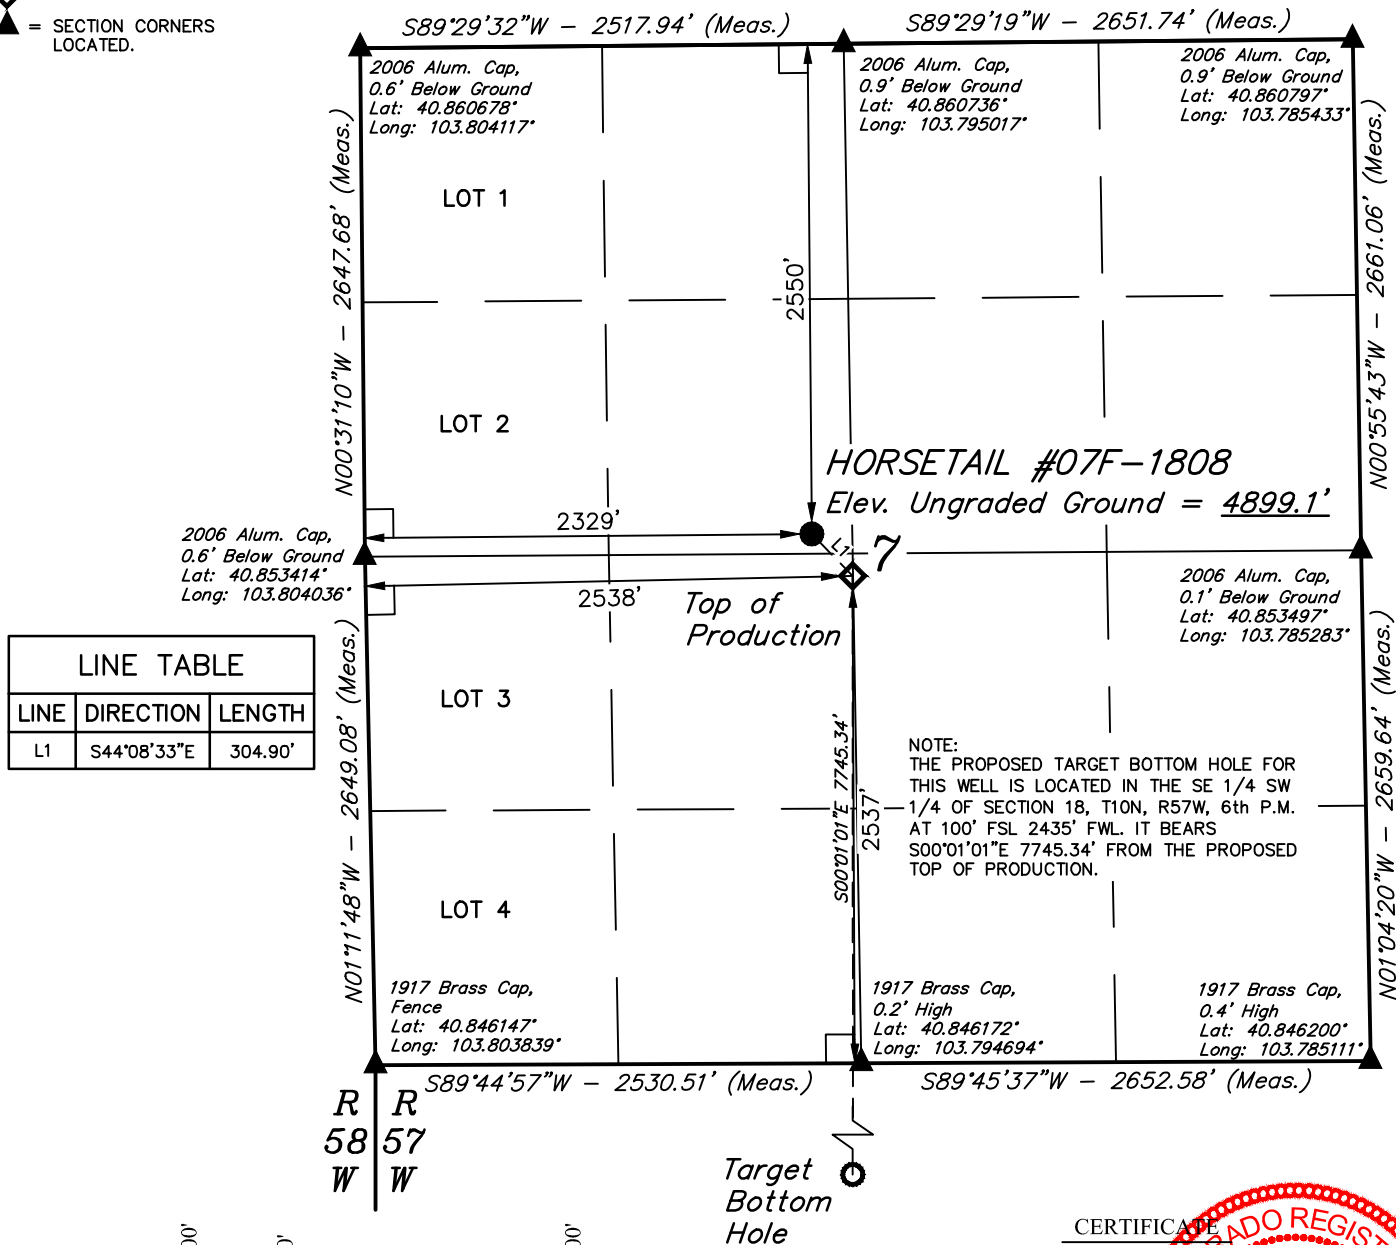 = SECTION CORNERS
LOCATED.
S89°29'32"W - 2517.94' (Meas.)
S89°29'19"W - 2651.74' (Meas.)
2006 Alum. Cap,
0.6' Below Ground
Lat: 40.860678°
Long: 103.804117°
2006 Alum. Cap,
0.9' Below Ground
Lat: 40.860736°
Long: 103.795017°
2006 Alum. Cap,
0.9' Below Ground
Lat: 40.860797°
Long: 103.785433°
N00°31'10"W - 2647.68' (Meas.)
N00°55'43"W - 2661.06' (Meas.)
LOT 1
2550'
LOT 2
HORSETAIL #07F-1808
Elev. Ungraded Ground = 4899.1'
2329'
L1
7
2006 Alum. Cap,
0.6' Below Ground
Lat: 40.853414°
Long: 103.804036°
2538'
Top of
Production
2006 Alum. Cap,
0.1' Below Ground
Lat: 40.853497°
Long: 103.785283°
LINE TABLE
LINE DIRECTION LENGTH
L1 S44°08'33"E 304.90'
N01°11'48"W - 2649.08' (Meas.)
N01°04'20"W - 2659.64' (Meas.)
LOT 3
S00°01'01"E 7745.34'
2537'
NOTE:
THE PROPOSED TARGET BOTTOM HOLE FOR
THIS WELL IS LOCATED IN THE SE 1/4 SW
1/4 OF SECTION 18, T10N, R57W, 6th P.M.
AT 100' FSL 2435' FWL. IT BEARS
S00°01'01"E 7745.34' FROM THE PROPOSED
TOP OF PRODUCTION.
LOT 4
1917 Brass Cap,
Fence
Lat: 40.846147°
Long: 103.803839°
1917 Brass Cap,
0.2' High
Lat: 40.846172°
Long: 103.794694°
1917 Brass Cap,
0.4' High
Lat: 40.846200°
Long: 103.785111°
S89°44'57"W - 2530.51' (Meas.)
S89°45'37"W - 2652.58' (Meas.)
R R
58 57
W W
Target
Bottom
Hole
CERTIFICATE